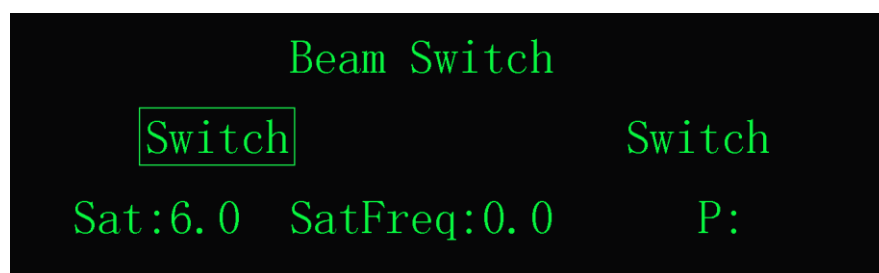 Beam Switch
Switch Switch
Sat:6.0 SatFreq:0.0 P: